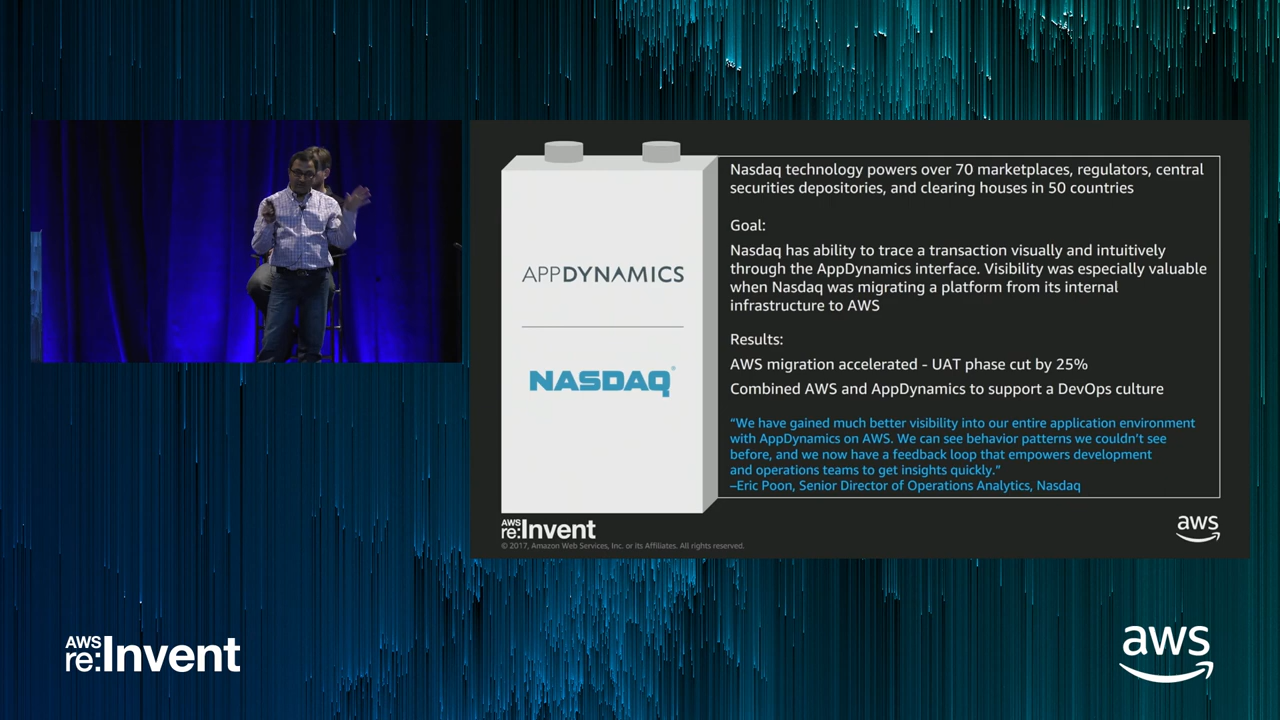 Nasdaq technology powers over 70 marketplaces, regulators, central
securities depositories, and clearing houses in 50 countries
Goal:
Nasdaq has ability to trace a transaction visually and intuitively
through the AppDynamics interface. Visibility was especially valuable
when Nasdaq was migrating a platform from its internal
infrastructure to AWS
Results:
AWS migration accelerated - UAT phase cut by 25%
Combined AWS and AppDynamics to support a DevOps culture
“We have gained much better visibility into our entire application environment
with AppDynamics on AWS. We can see behavior patterns we couldn’t see
before, and we now have a feedback loop that empowers development
and operations teams to get insights quickly.”
–Eric Poon, Senior Director of Operations Analytics, Nasdaq
APPDYNAMICS
NASDAQ®
AWS
re:Invent
© 2017, Amazon Web Services, Inc. or its Affiliates. All rights reserved.
aws
AWS
re:Invent
aws